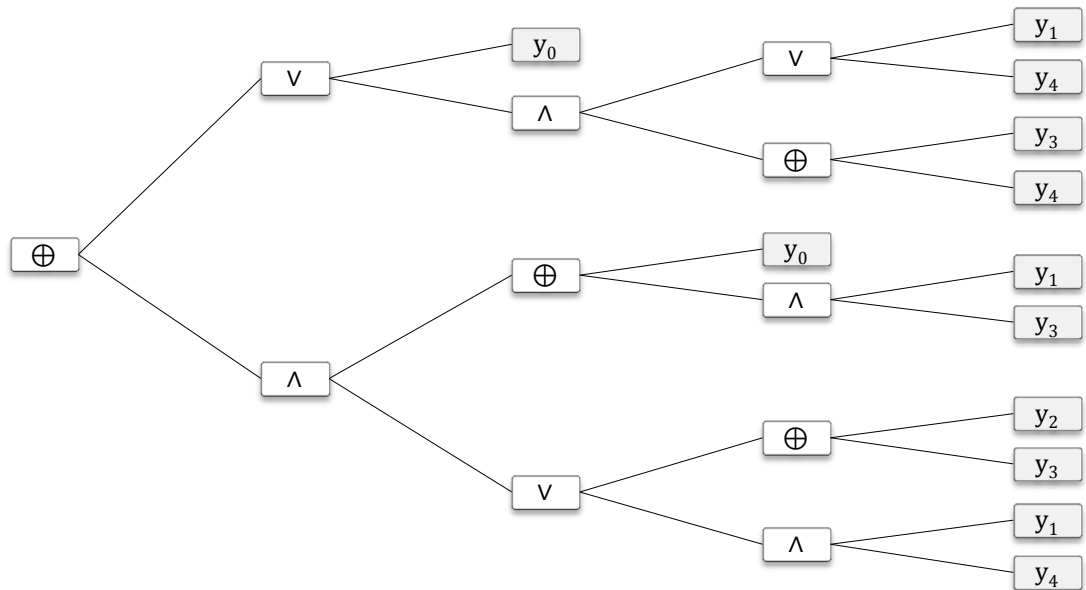 y₁
y₀
∨
∨
y₄
∧
y₃
⊕
y₄
y₀
⊕
⊕
y₁
∧
y₃
∧
y₂
⊕
y₃
∨
y₁
∧
y₄